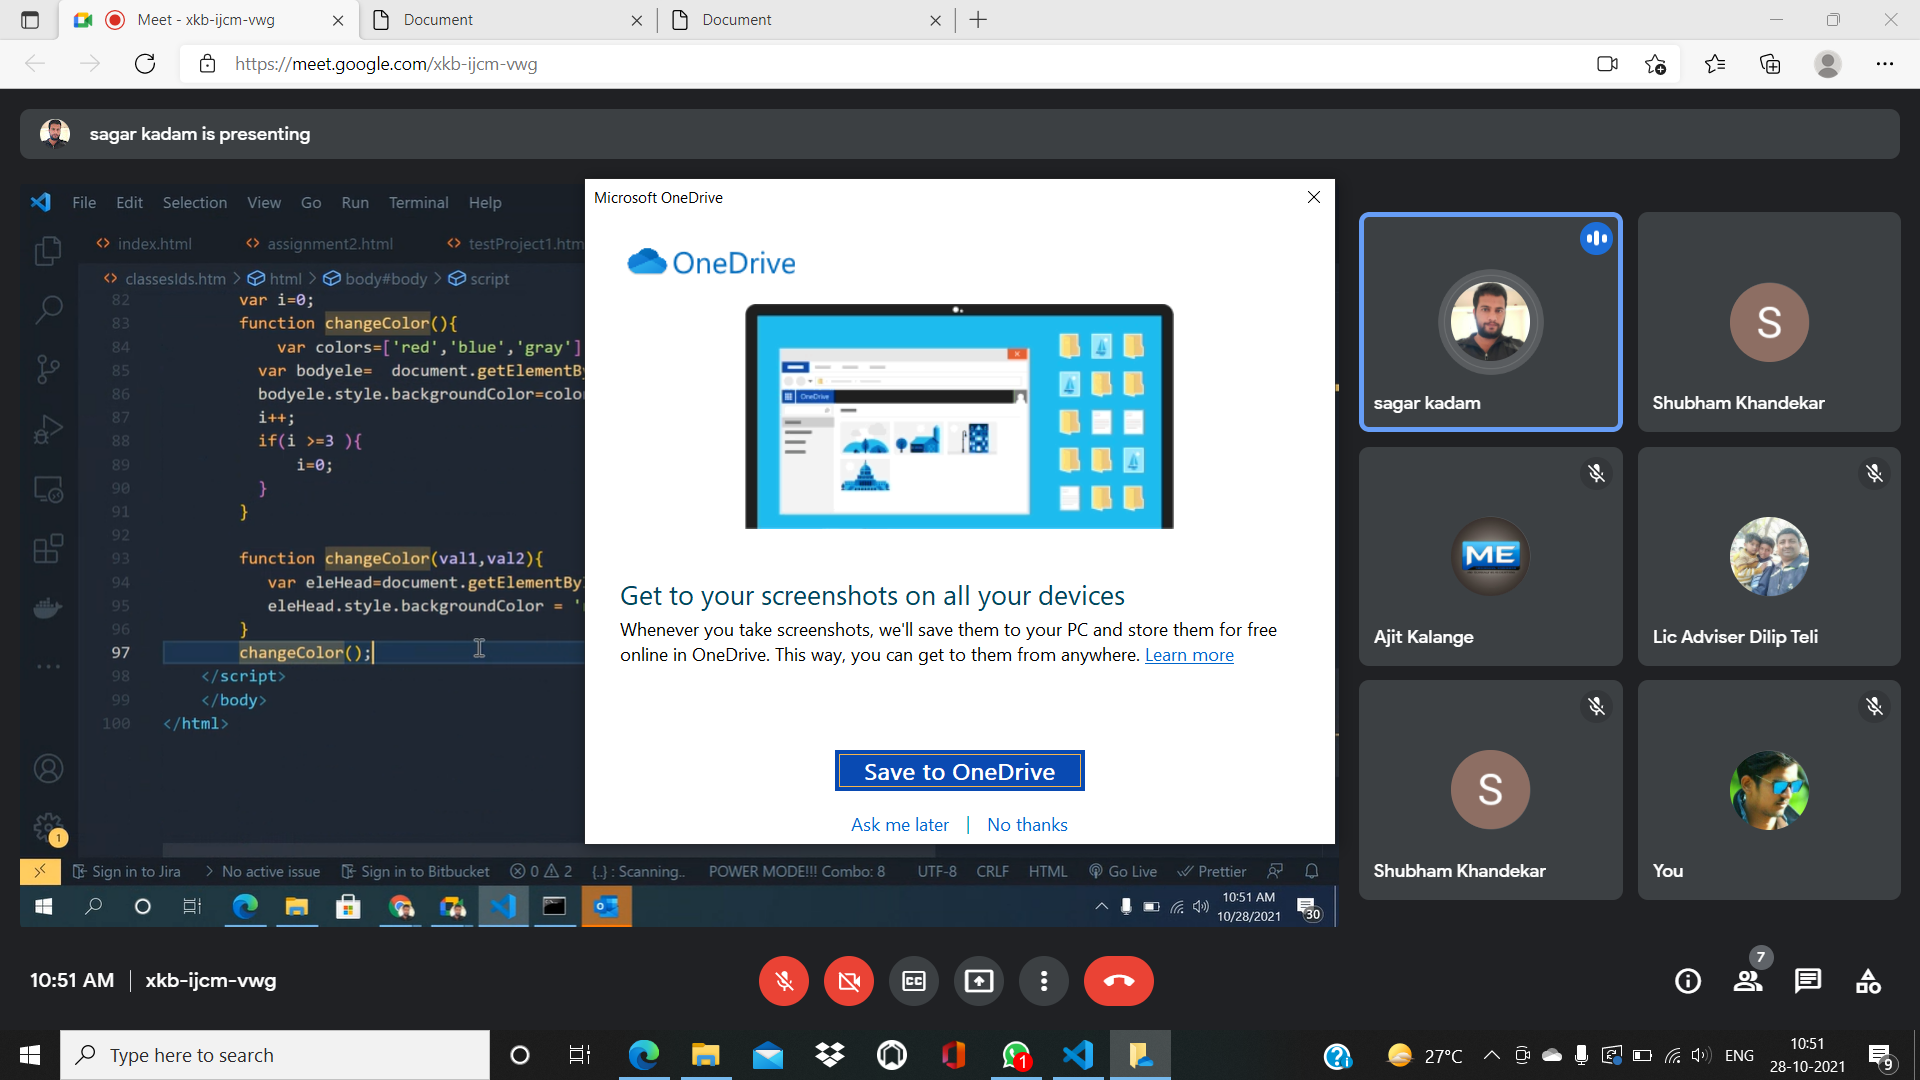 Meet - xkb-ijcm-vwg
Document
Document
https://meet.google.com/xkb-ijcm-vwg
sagar kadam is presenting
File Edit Selection View Go Run Terminal Help
index.html assignment2.html testProject1.htm
classesIds.htm > html > body#body > script
82 var i=0;
83 function changeColor(){
84 var colors=['red','blue','gray']
85 var bodyele= document.getElementBy
86 bodyele.style.backgroundColor=colo
87 i++;
88 if(i >=3 ){
89 i=0;
90 }
91 }
92
93 function changeColor(val1,val2){
94 var eleHead=document.getElementBy
95 eleHead.style.backgroundColor = '
96 }
97 changeColor();
98 </script>
99 </body>
100 </html>
1
Microsoft OneDrive
OneDrive
OneDrive
Get to your screenshots on all your devices
Whenever you take screenshots, we'll save them to your PC and store them for free
online in OneDrive. This way, you can get to them from anywhere. Learn more
Save to OneDrive
Ask me later | No thanks
sagar kadam
S
Shubham Khandekar
ME
Ajit Kalange
Lic Adviser Dilip Teli
S
Shubham Khandekar
You
Sign in to Jira > No active issue Sign in to Bitbucket 0 2 {..} : Scanning.. POWER MODE!!! Combo: 8 UTF-8 CRLF HTML Go Live Prettier
10:51 AM
10/28/2021
30
10:51 AM | xkb-ijcm-vwg
CC
7
Type here to search
1
27°C
ENG
10:51
28-10-2021
9